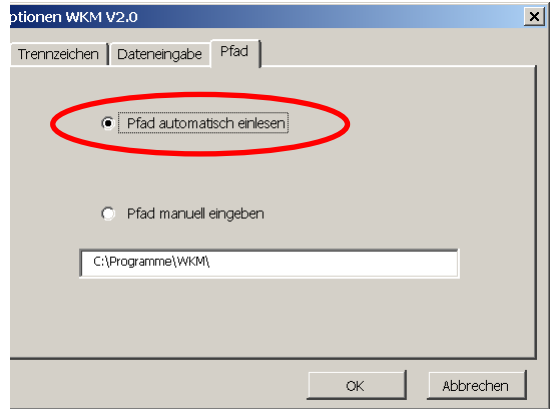 ptionen WKM V2.0
Trennzeichen Dateneingabe Pfad
Pfad automatisch einlesen
Pfad manuell eingeben
C:\Programme\WKM\
OK Abbrechen